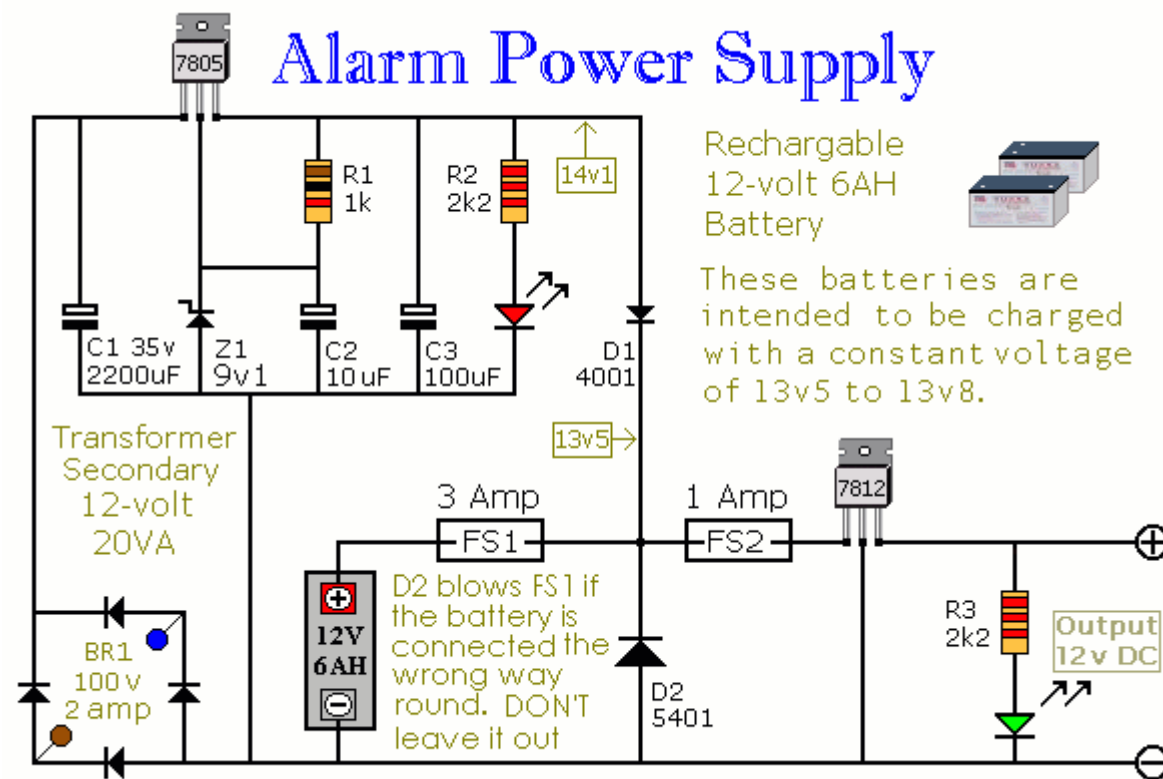 Alarm Power Supply
7805
R1
1k
R2
2k2
14v1
Rechargable
12-volt 6AH
Battery
These batteries are
intended to be charged
with a constant voltage
of 13v5 to 13v8.
C1 35v
2200uF
Z1
9v1
C2
10uF
C3
100uF
D1
4001
13v5
Transformer
Secondary
12-volt
20VA
3 Amp
FS1
1 Amp
FS2
7812
BR1
100v
2 amp
12V
6AH
D2 blows FS1 if
the battery is
connected the
wrong way
round. DON'T
leave it out
D2
5401
R3
2k2
Output
12v DC